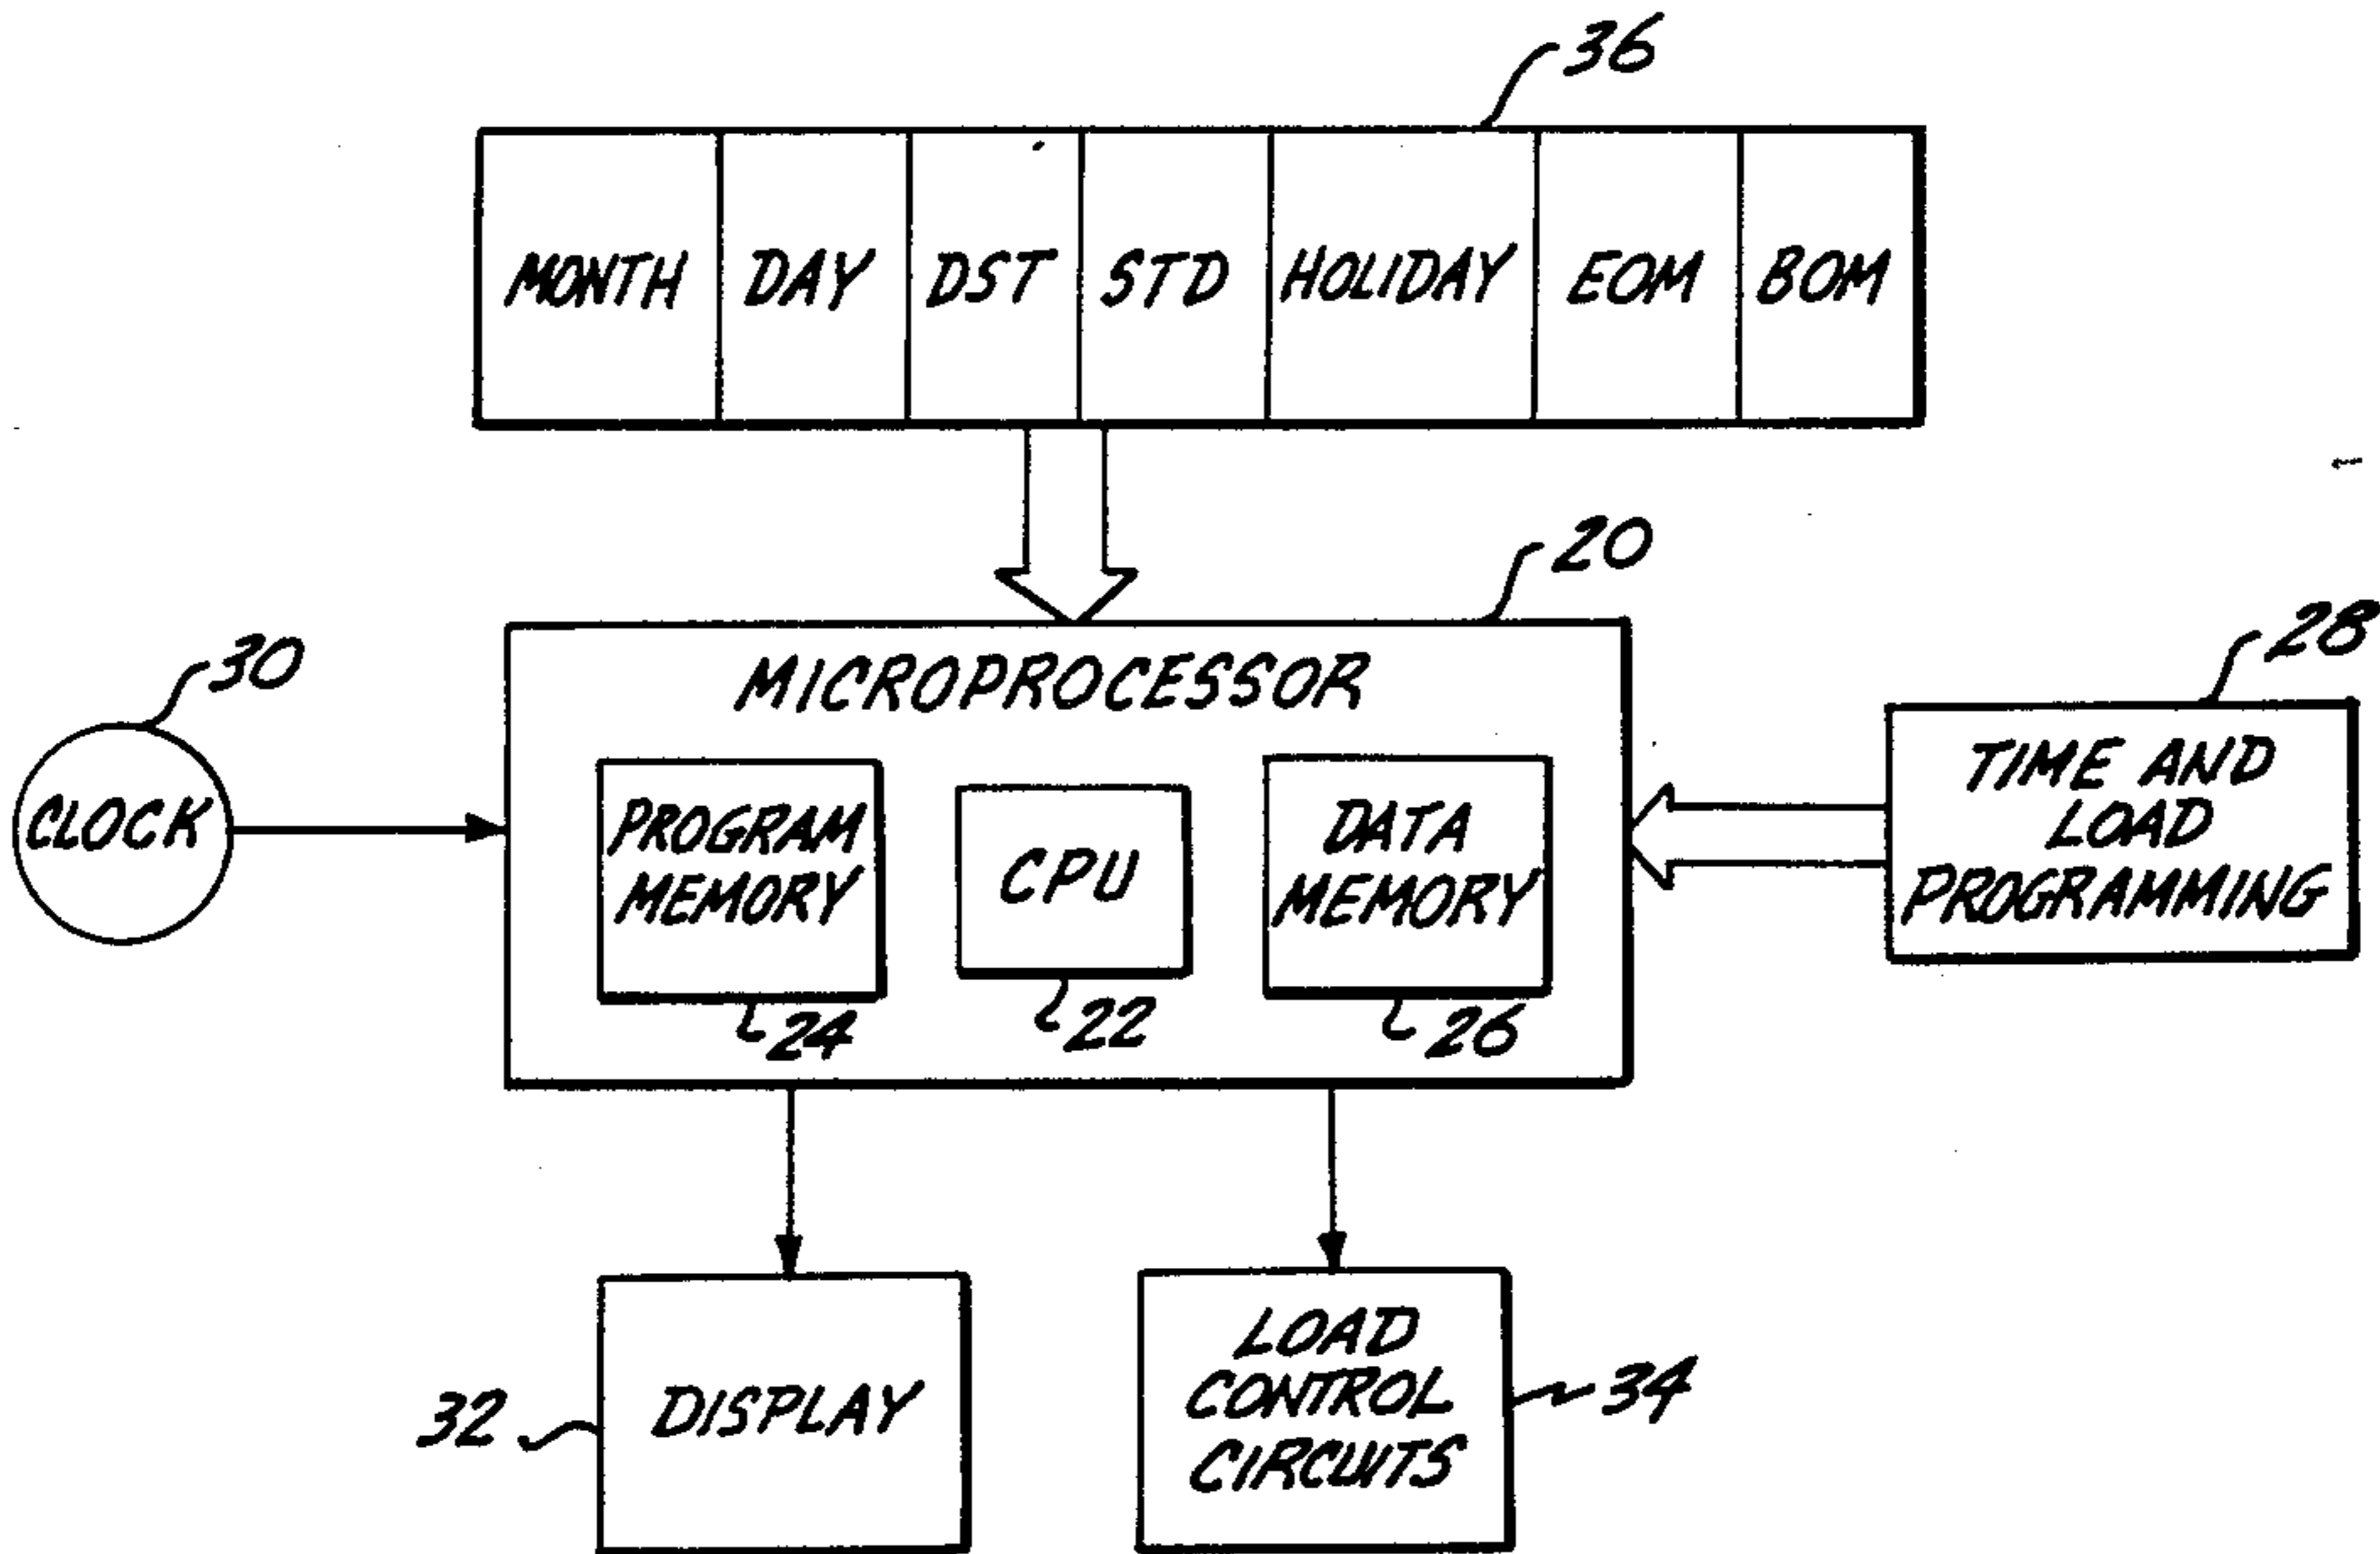 36
MONTH DAY DST STD HOLIDAY EOM BOM
20
28
30
MICROPROCESSOR
CLOCK
PROGRAM
MEMORY
24
CPU
22
DATA
MEMORY
26
TIME AND
LOAD
PROGRAMMING
32
DISPLAY
LOAD
CONTROL
CIRCUITS
34